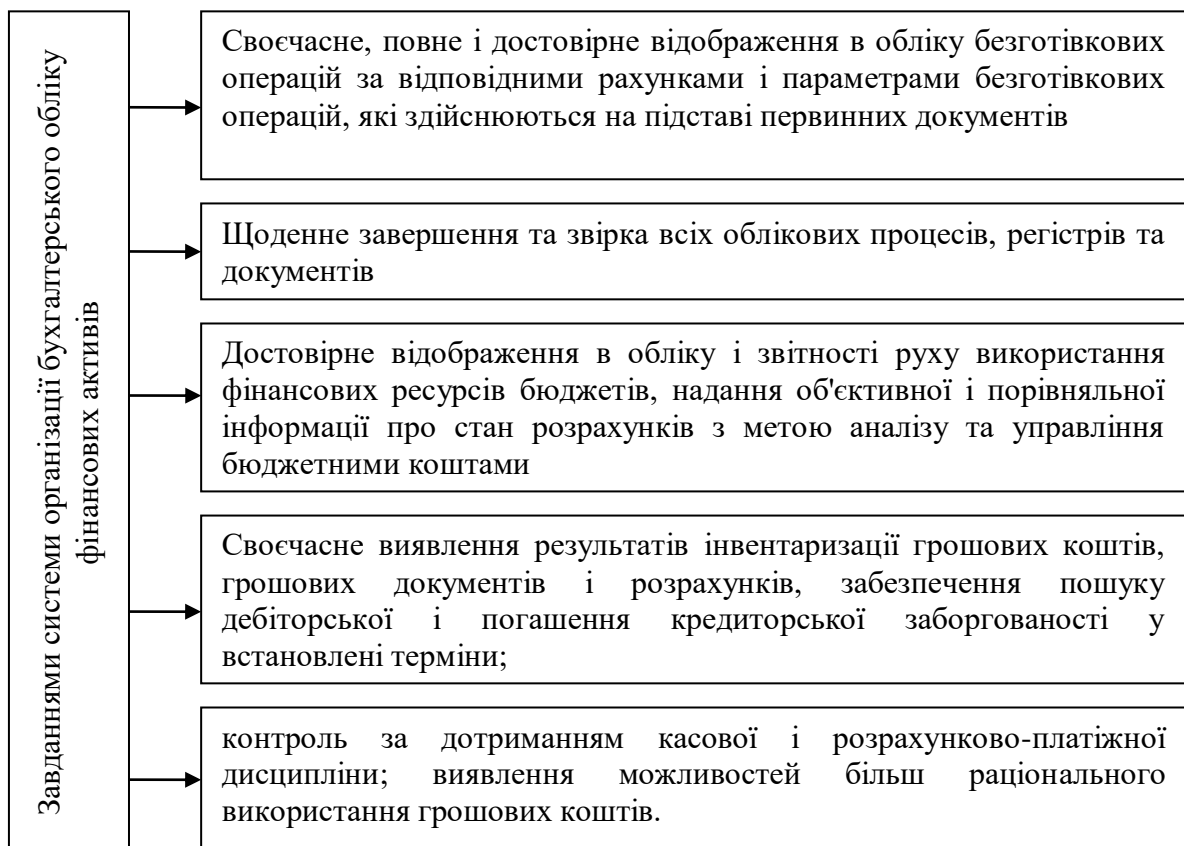 Завданнями системи організації бухгалтерського обліку
фінансових активів
Своєчасне, повне і достовірне відображення в обліку безготівкових
операцій за відповідними рахунками і параметрами безготівкових
операцій, які здійснюються на підставі первинних документів
Щоденне завершення та звірка всіх облікових процесів, регістрів та
документів
Достовірне відображення в обліку і звітності руху використання
фінансових ресурсів бюджетів, надання об'єктивної і порівняльної
інформації про стан розрахунків з метою аналізу та управління
бюджетними коштами
Своєчасне виявлення результатів інвентаризації грошових коштів,
грошових документів і розрахунків, забезпечення пошуку
дебіторської і погашення кредиторської заборгованості у
встановлені терміни;
контроль за дотриманням касової і розрахунково-платіжної
дисципліни; виявлення можливостей більш раціонального
використання грошових коштів.